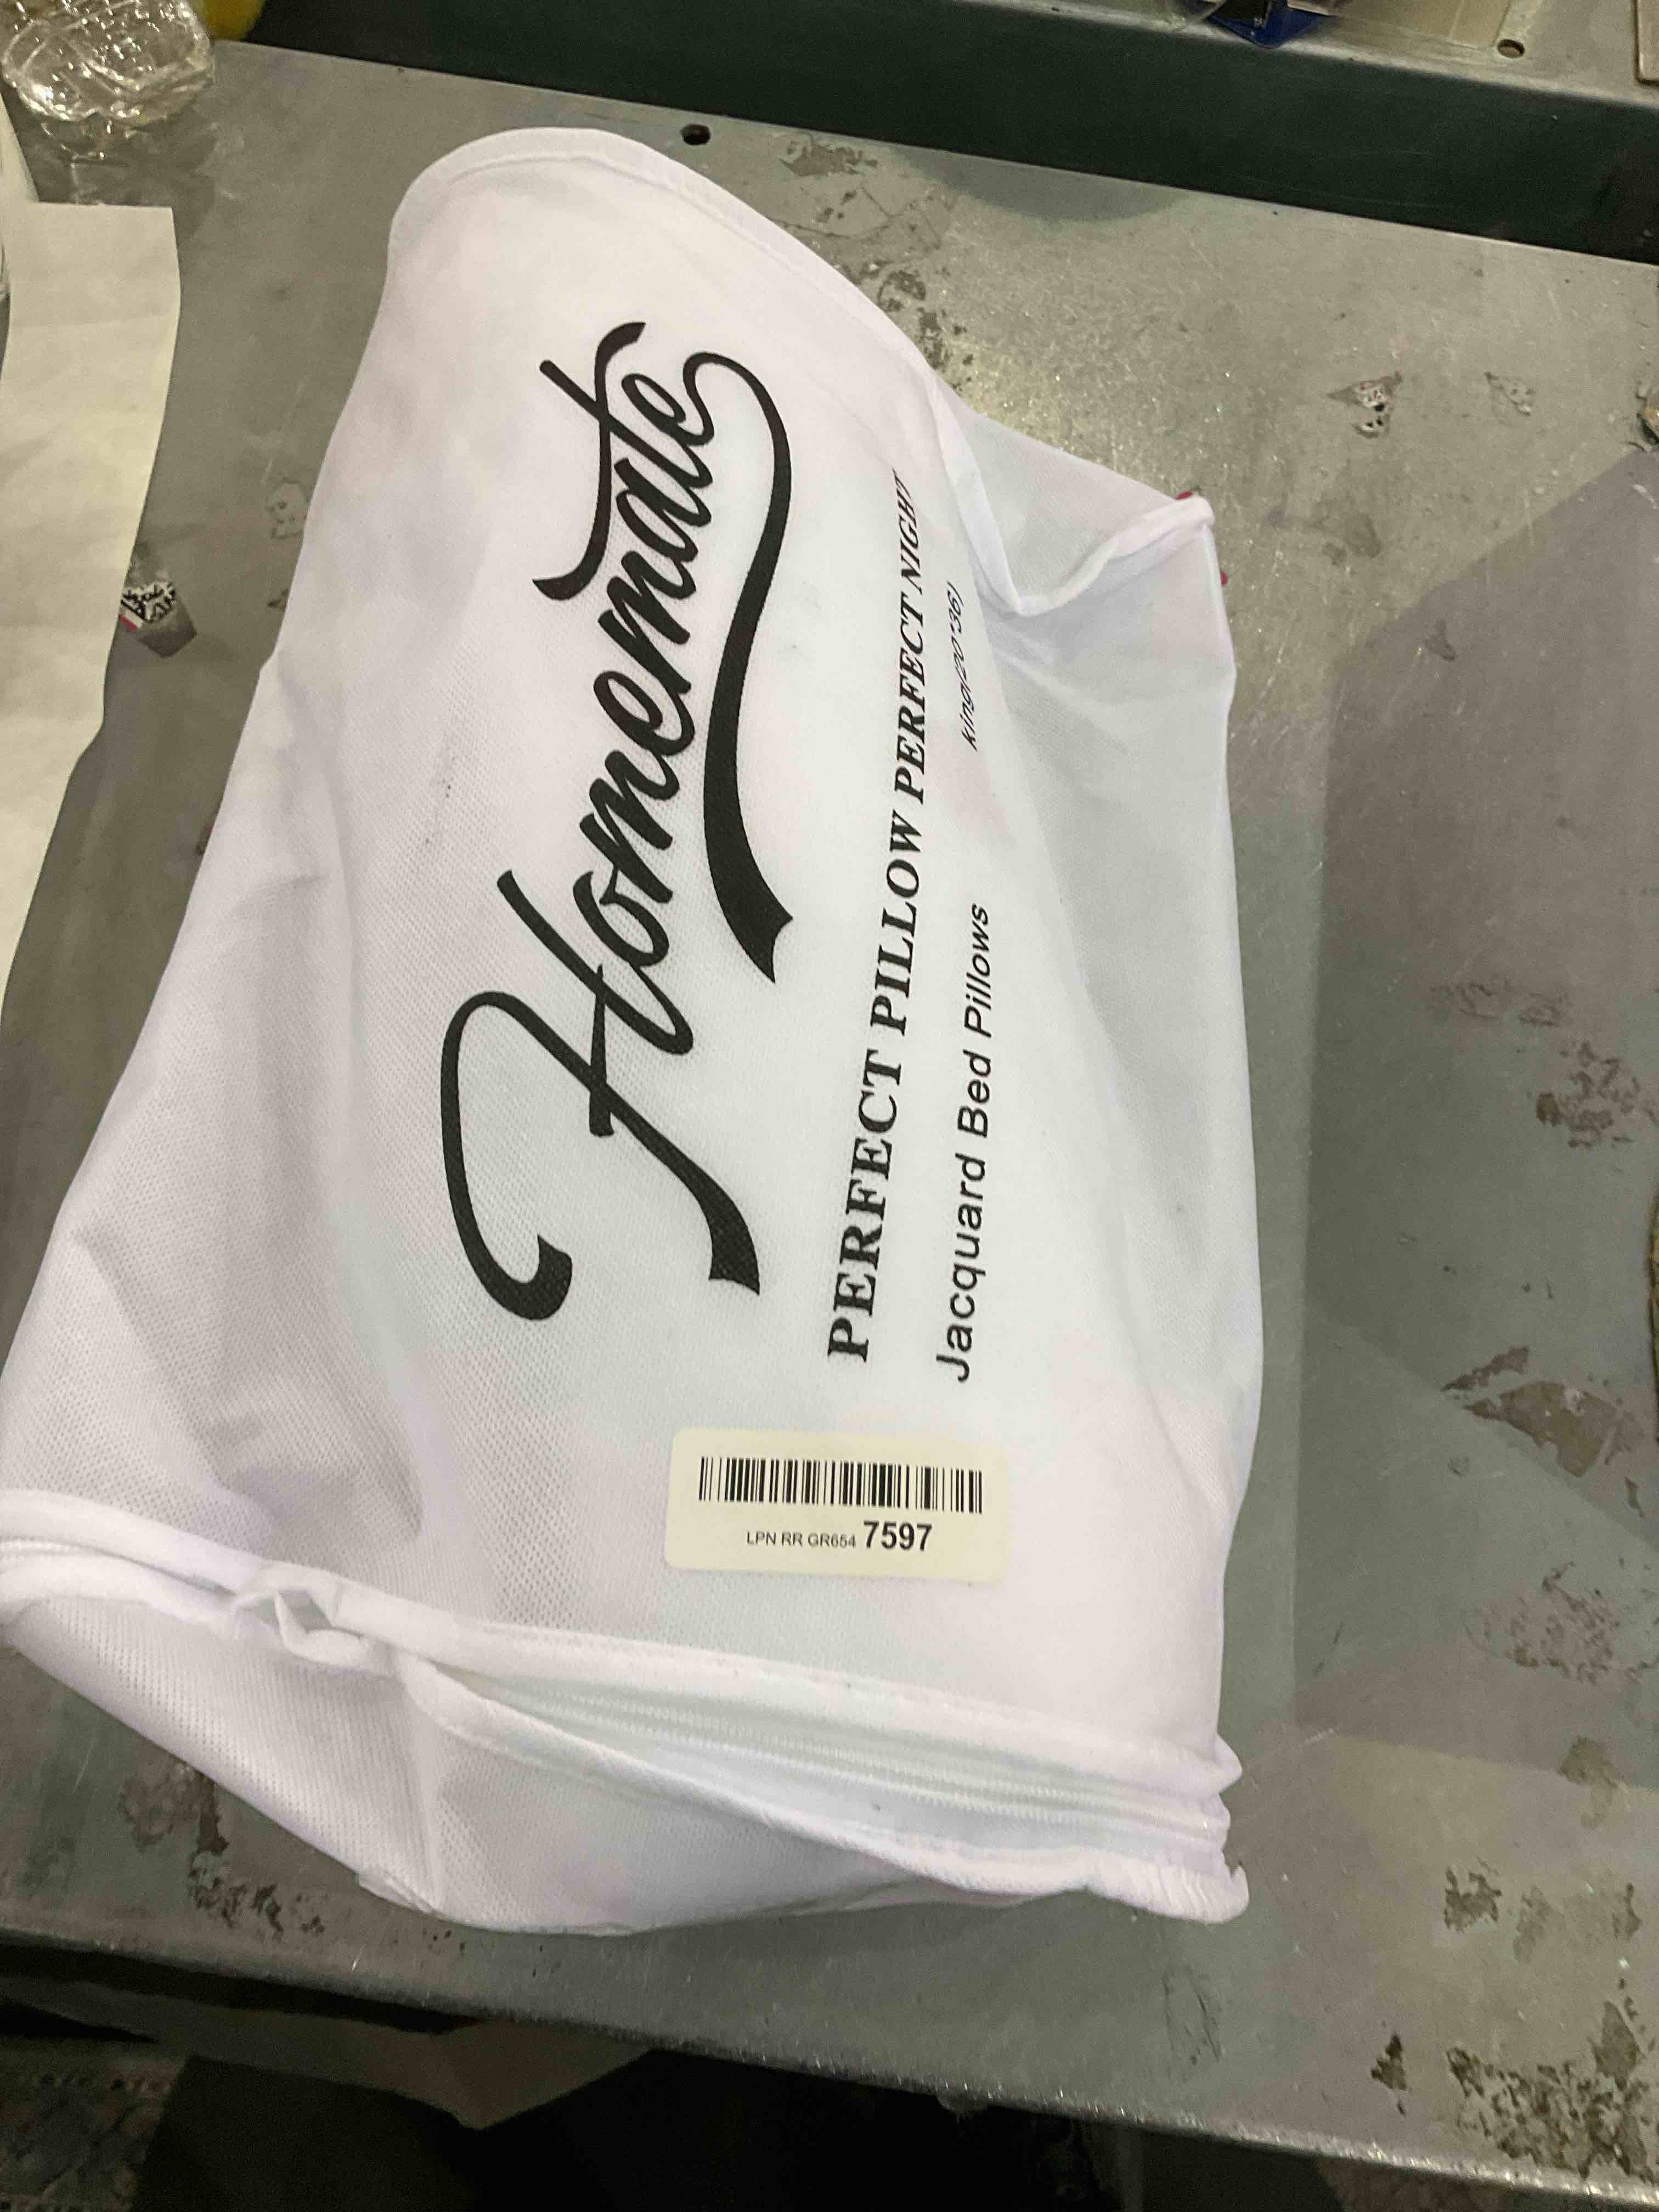 Homemate
PERFECT PILLOW PERFECT NIGHT
Jacquard Bed Pillows
king(20*36)
LPN RR GR654 7597